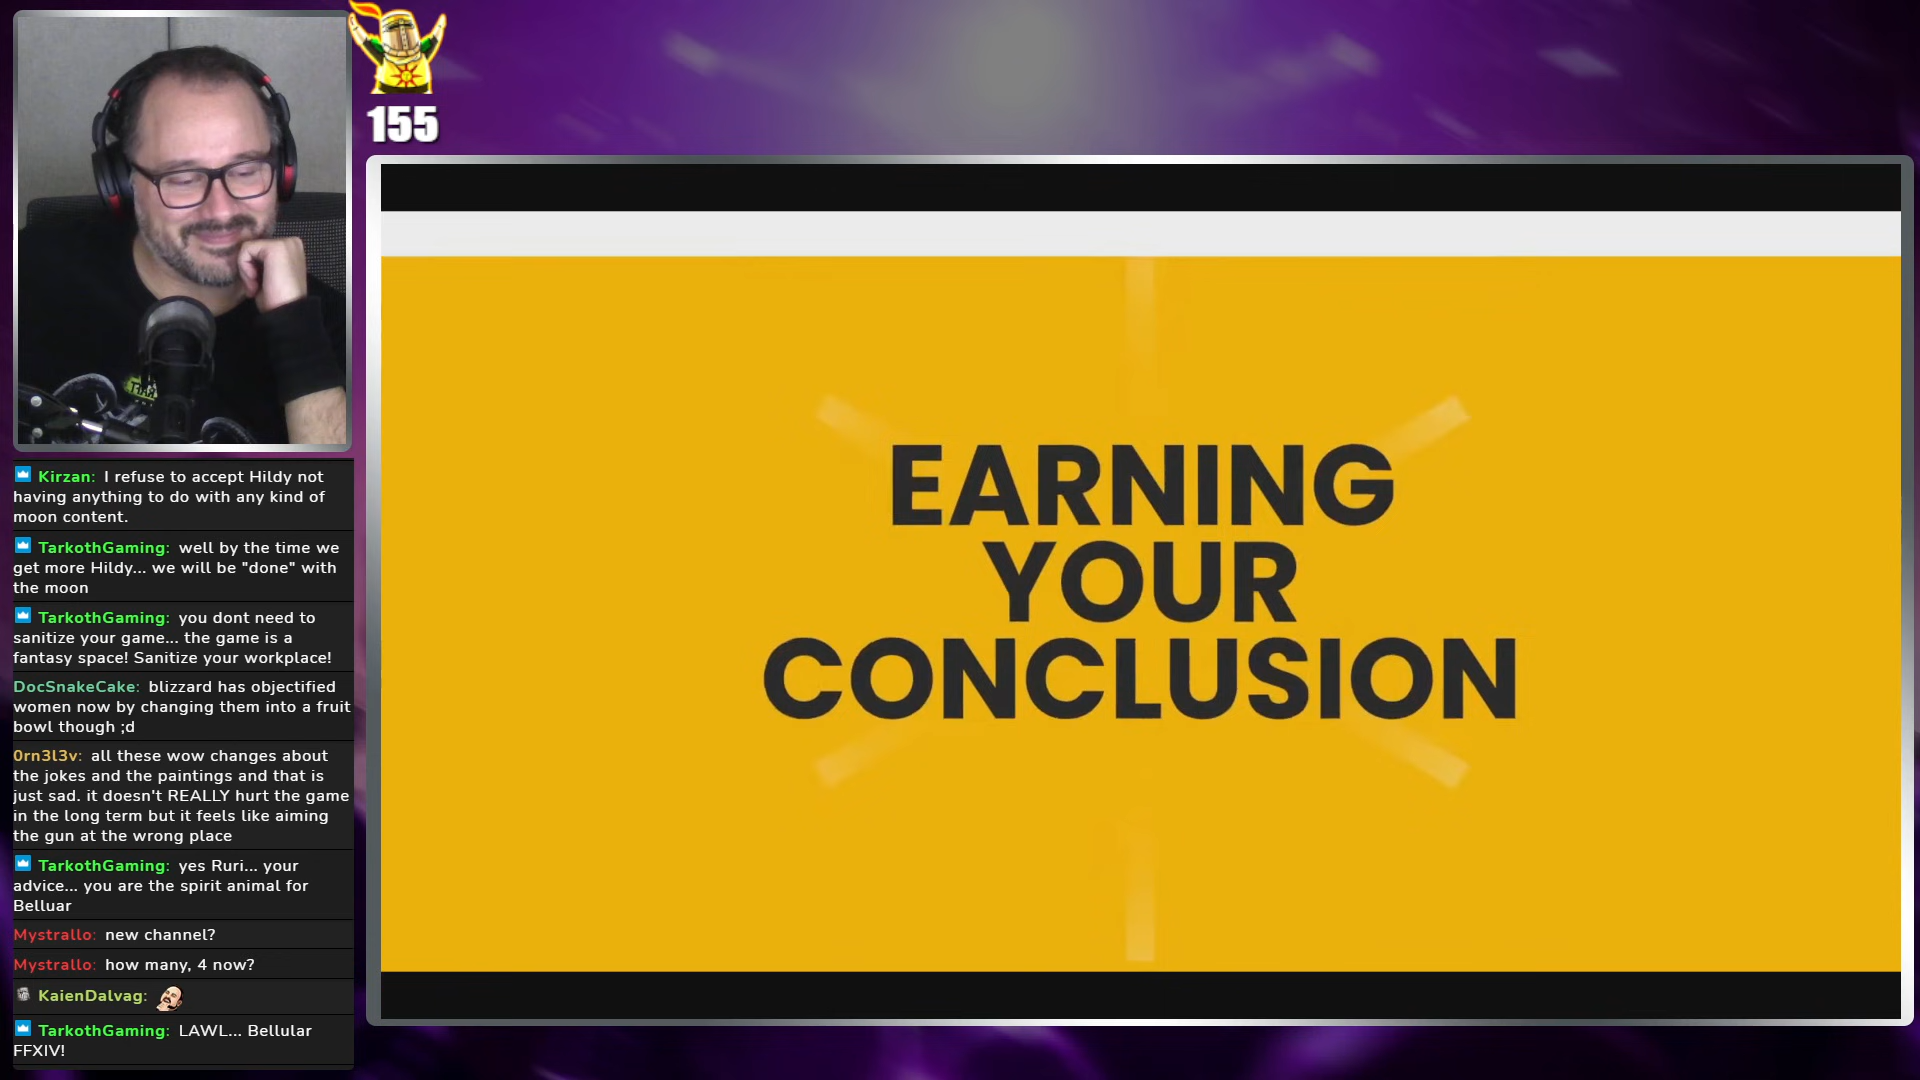 155
EARNING
YOUR
CONCLUSION
Kirzan: I refuse to accept Hildy not
having anything to do with any kind of
moon content.
TarkothGaming: well by the time we
get more Hildy... we will be "done" with
the moon
TarkothGaming: you dont need to
sanitize your game... the game is a
fantasy space! Sanitize your workplace!
DocSnakeCake: blizzard has objectified
women now by changing them into a fruit
bowl though ;d
0rn3l3v: all these wow changes about
the jokes and the paintings and that is
just sad. it doesn't REALLY hurt the game
in the long term but it feels like aiming
the gun at the wrong place
TarkothGaming: yes Ruri... your
advice... you are the spirit animal for
Belluar
Mystrallo: new channel?
Mystrallo: how many, 4 now?
KaienDalvag:
TarkothGaming: LAWL... Bellular
FFXIV!